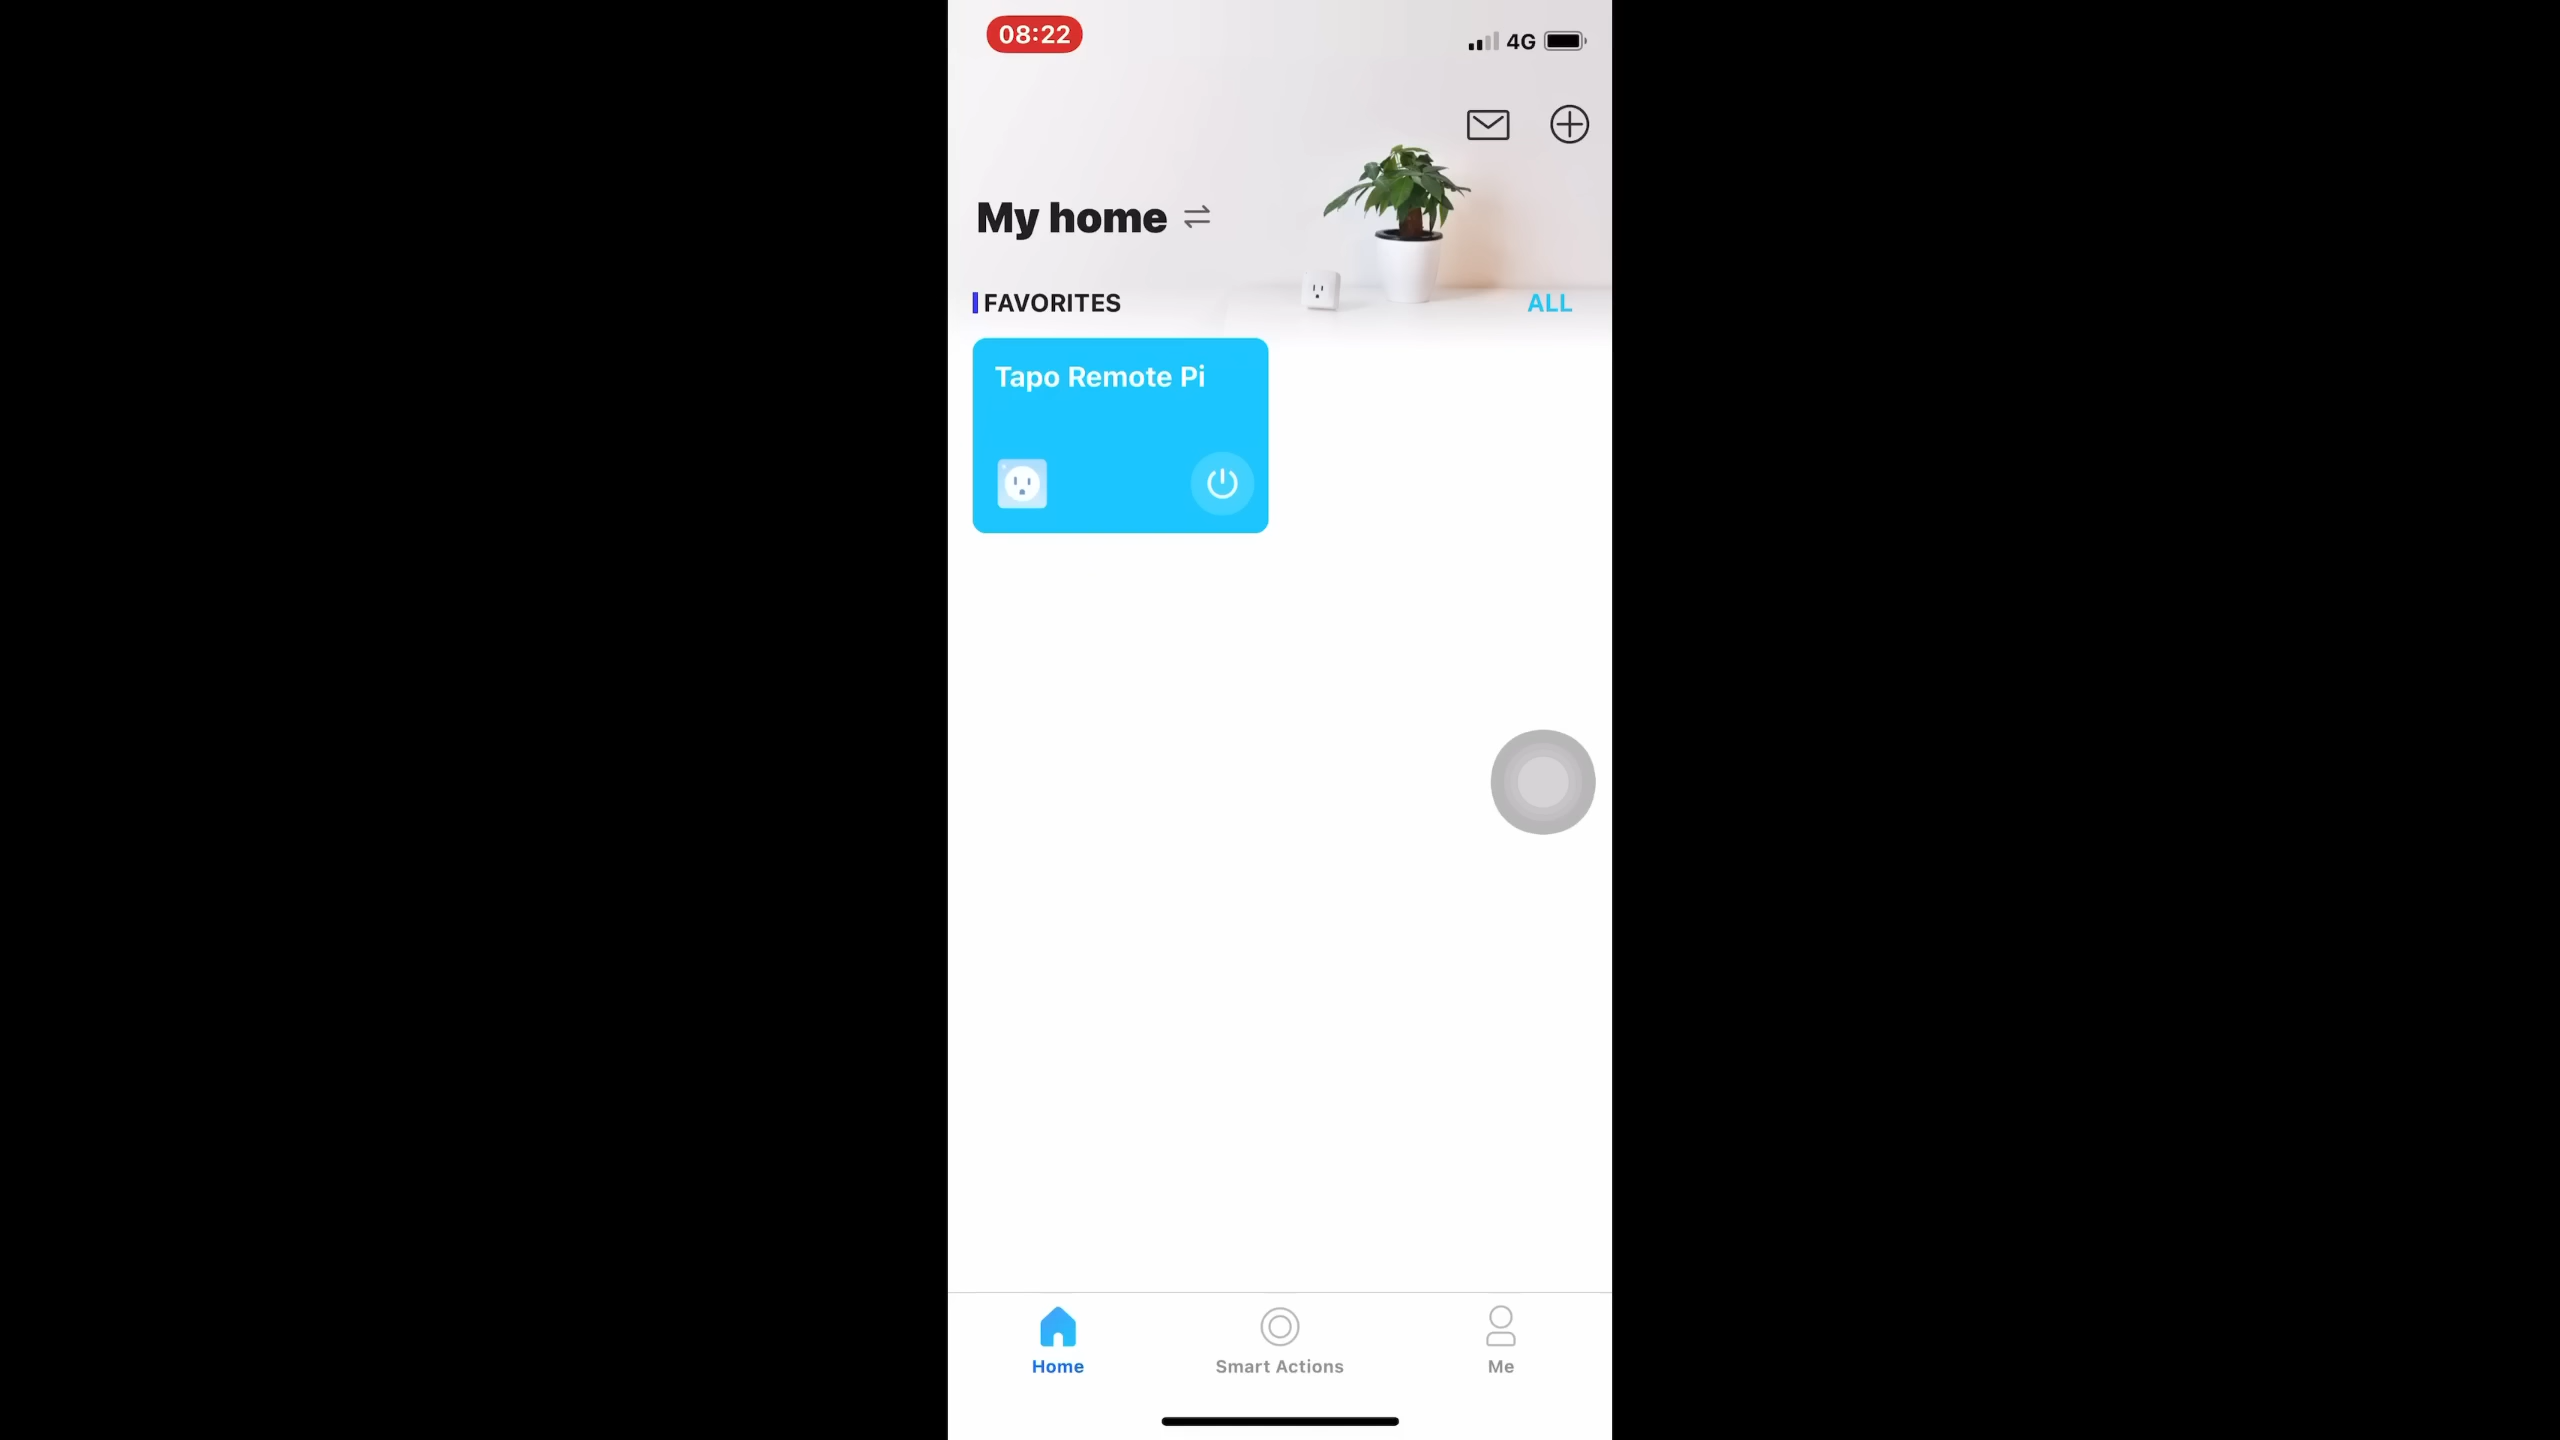 08:22
4G
My home
FAVORITES
ALL
Tapo Remote Pi
Home
Smart Actions
Me